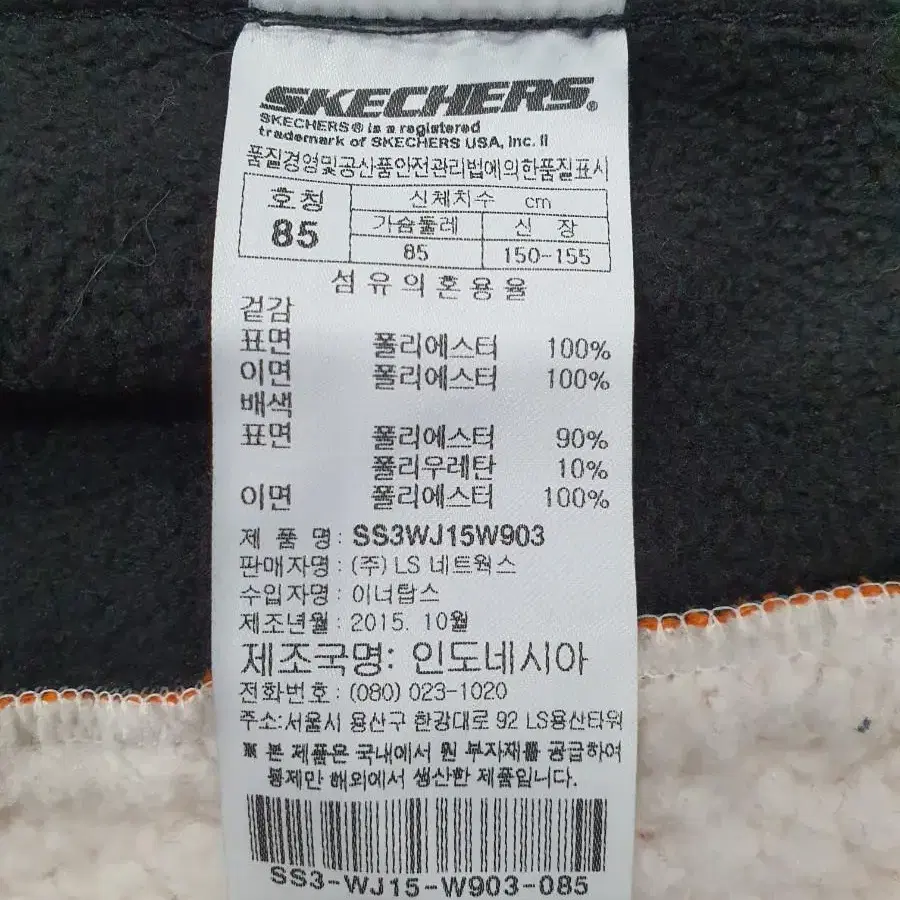 SKECHERS®
SKECHERS® is a registered
trademark of SKECHERS USA, Inc. II
품질경영및공산품안전관리법에의한품질표시
호칭 신체치수 cm
85 가슴둘레 신 장
85 150-155
섬유의혼용율
겉감
표면 폴리에스터 100%
이면 폴리에스터 100%
배색
표면 폴리에스터 90%
폴리우레탄 10%
이면 폴리에스터 100%
제 품 명 : SS3WJ15W903
판매자명 : (주) LS 네트웍스
수입자명 : 이너탑스
제조년월 : 2015. 10월
제조국명: 인도네시아
전화번호 : (080) 023-1020
주소:서울시 용산구 한강대로 92 LS용산타워
※ 본 제품은 국내에서 원 부자재를 공급하여
봉제만 해외에서 생산한 제품입니다.
SS3-WJ15-W903-085